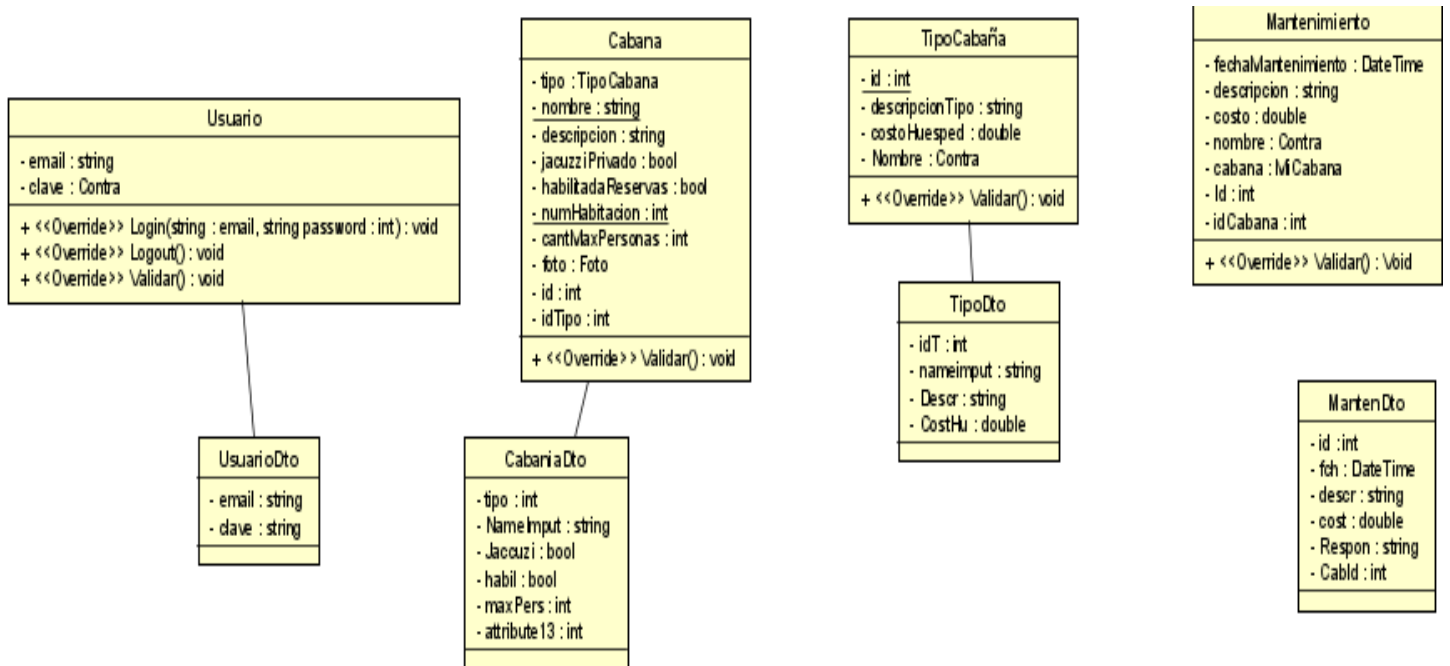 Usuario
- email : string
- clave : Contra
+ <<Override>> Login(string : email, string password : int) : void
+ <<Override>> Logout() : void
+ <<Override>> Validar() : void
UsuarioDto
- email : string
- clave : string
Cabana
- tipo : TipoCabana
- nombre : string
- descripcion : string
- jacuzziPrivado : bool
- habilitadaReservas : bool
- numHabitacion : int
- cantMaxPersonas : int
- foto : Foto
- id : int
- idTipo : int
+ <<Override>> Validar() : void
CabaniaDto
- tipo : int
- NameImput : string
- Jaccuzi : bool
- habil : bool
- maxPers : int
- attribute13 : int
TipoCabaña
- id : int
- descripcionTipo : string
- costoHuesped : double
- Nombre : Contra
+ <<Override>> Validar() : void
TipoDto
- idT : int
- nameimput : string
- Descr : string
- CostHu : double
Mantenimiento
- fechaMantenimiento : DateTime
- descripcion : string
- costo : double
- nombre : Contra
- cabana : MiCabana
- Id : int
- idCabana : int
+ <<Override>> Validar() : Void
MantenDto
- id : int
- fch : DateTime
- descr : string
- cost : double
- Respon : string
- CabId : int